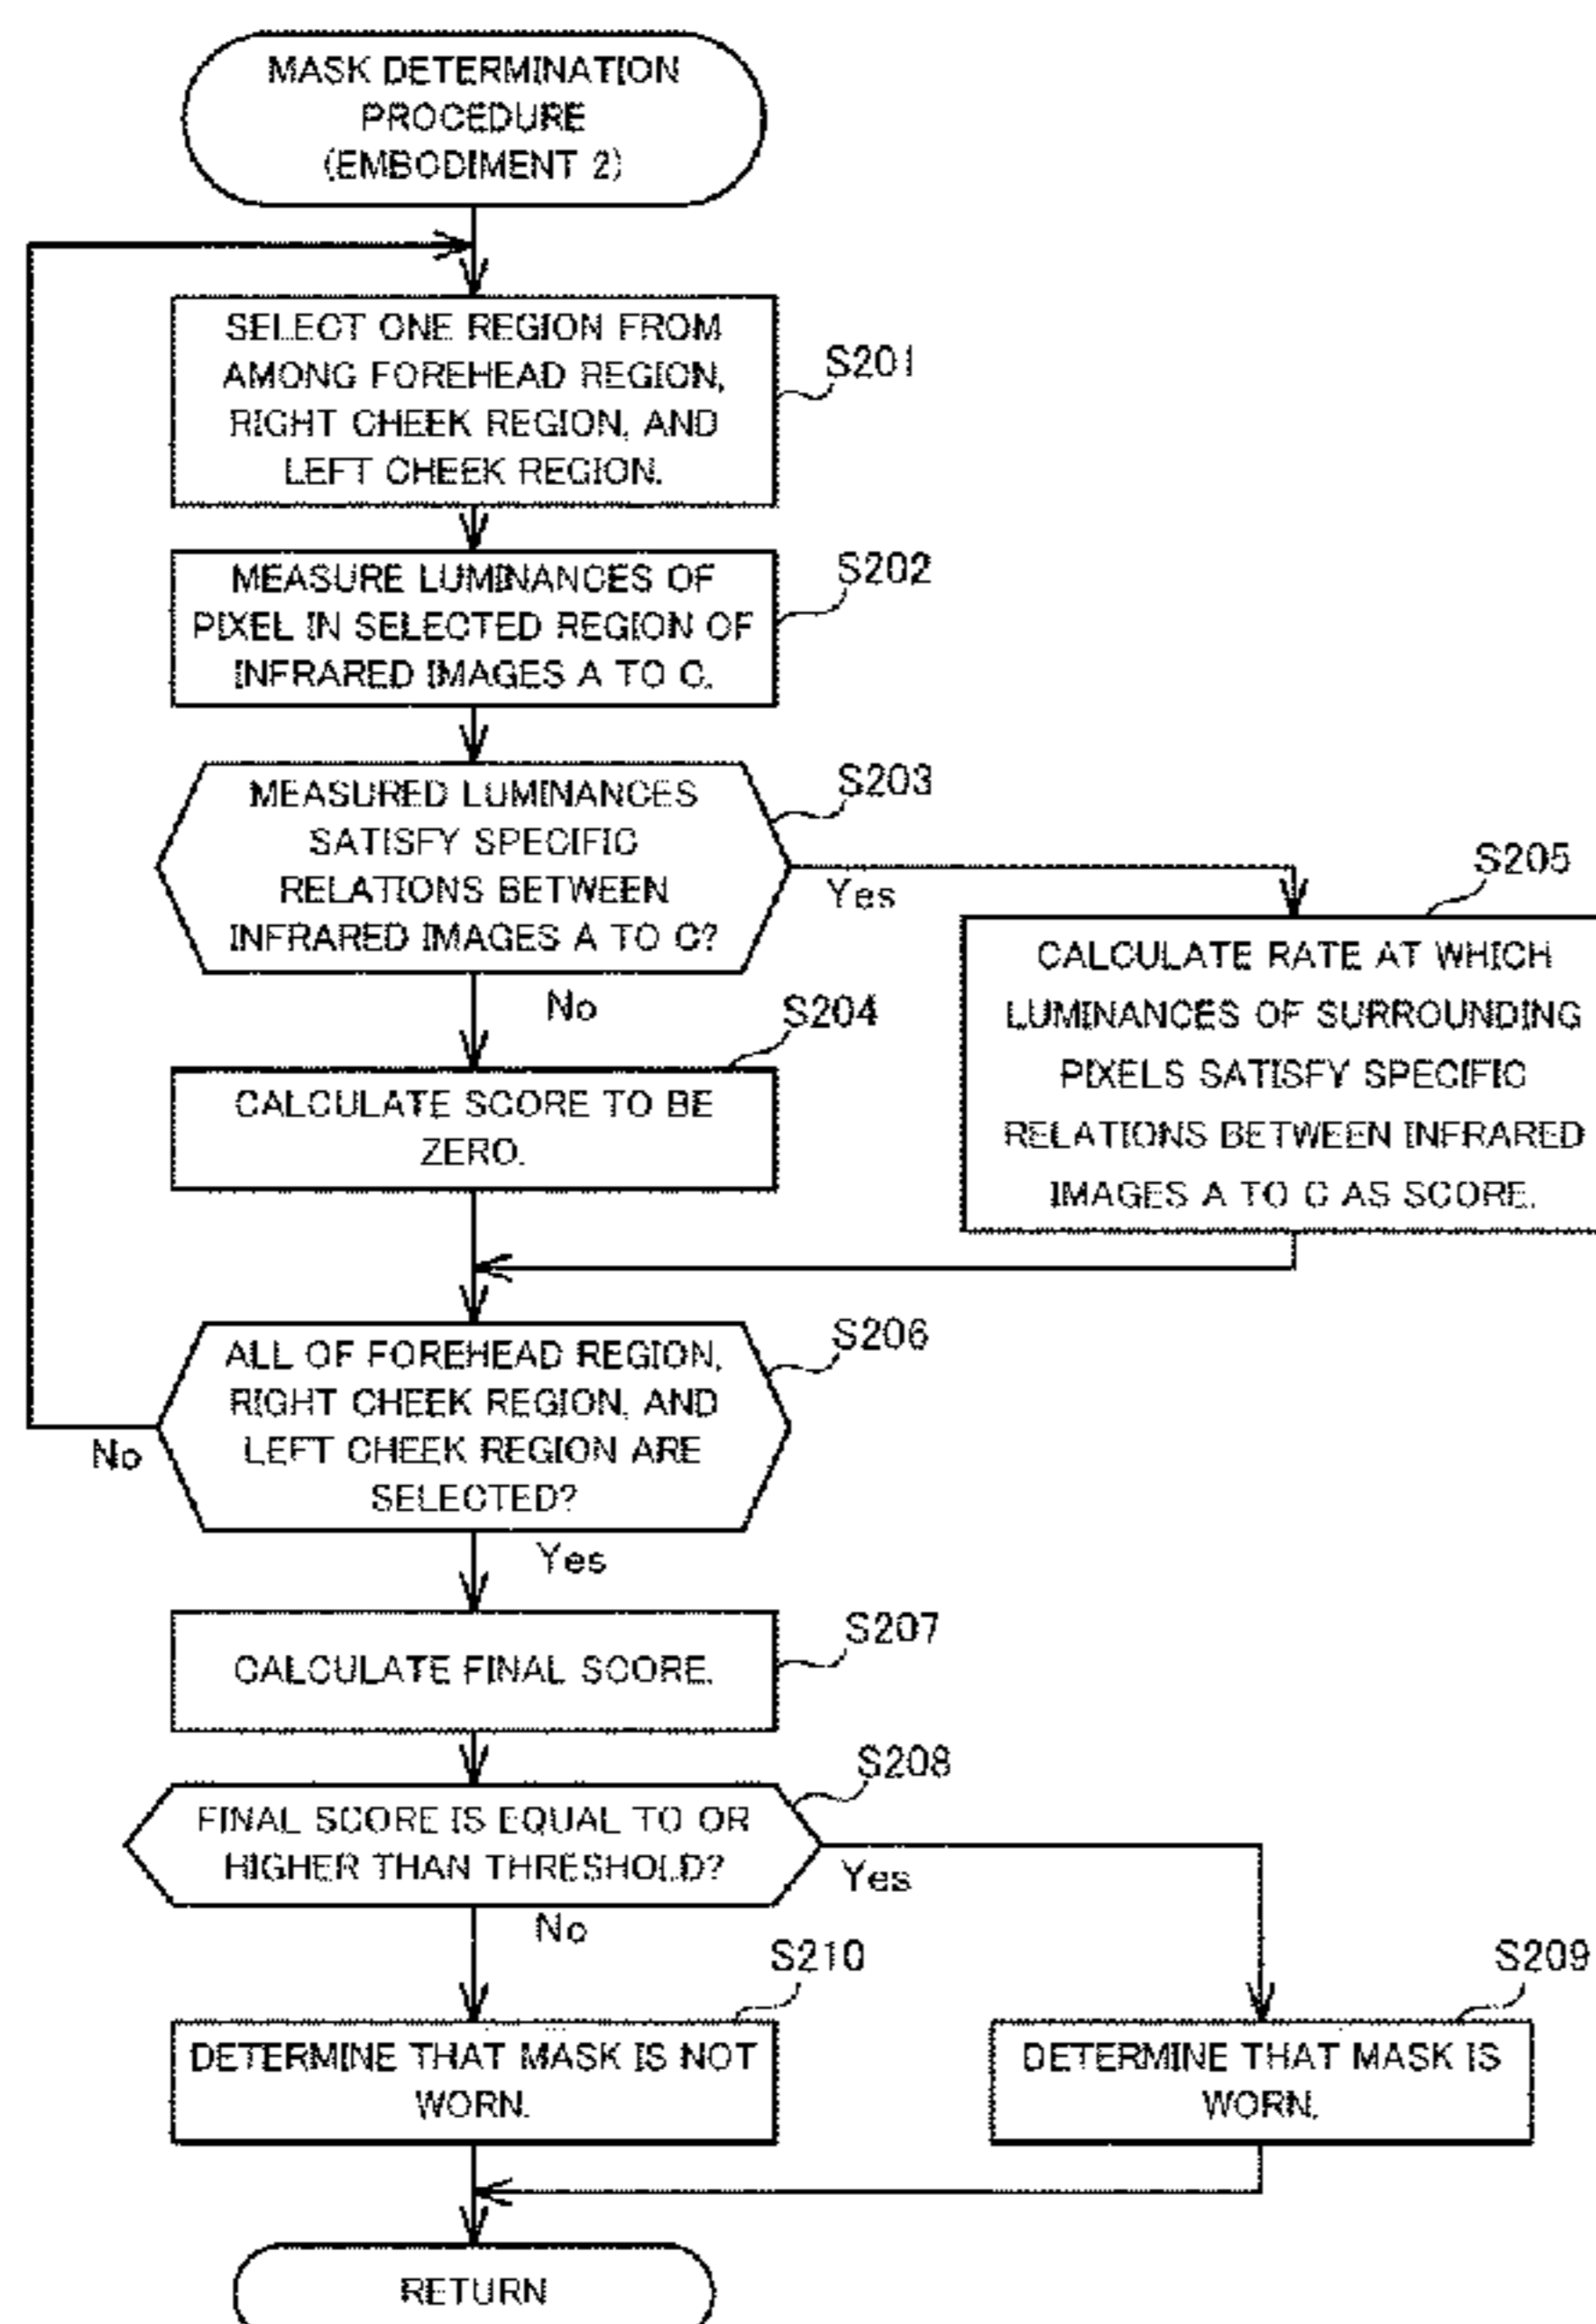 MASK DETERMINATION
PROCEDURE
(EMBODIMENT 2)
SELECT ONE REGION FROM
AMONG FOREHEAD REGION,
RIGHT CHEEK REGION, AND
LEFT CHEEK REGION.
S201
MEASURE LUMINANCES OF
PIXEL IN SELECTED REGION OF
INFRARED IMAGES A TO C.
S202
MEASURED LUMINANCES
SATISFY SPECIFIC
RELATIONS BETWEEN
INFRARED IMAGES A TO C?
S203
Yes
No
S204
CALCULATE SCORE TO BE
ZERO.
S205
CALCULATE RATE AT WHICH
LUMINANCES OF SURROUNDING
PIXELS SATISFY SPECIFIC
RELATIONS BETWEEN INFRARED
IMAGES A TO C AS SCORE.
S206
ALL OF FOREHEAD REGION,
RIGHT CHEEK REGION, AND
LEFT CHEEK REGION ARE
SELECTED?
No
Yes
S207
CALCULATE FINAL SCORE.
S208
FINAL SCORE IS EQUAL TO OR
HIGHER THAN THRESHOLD?
Yes
No
S210
DETERMINE THAT MASK IS NOT
WORN.
S209
DETERMINE THAT MASK IS
WORN.
RETURN